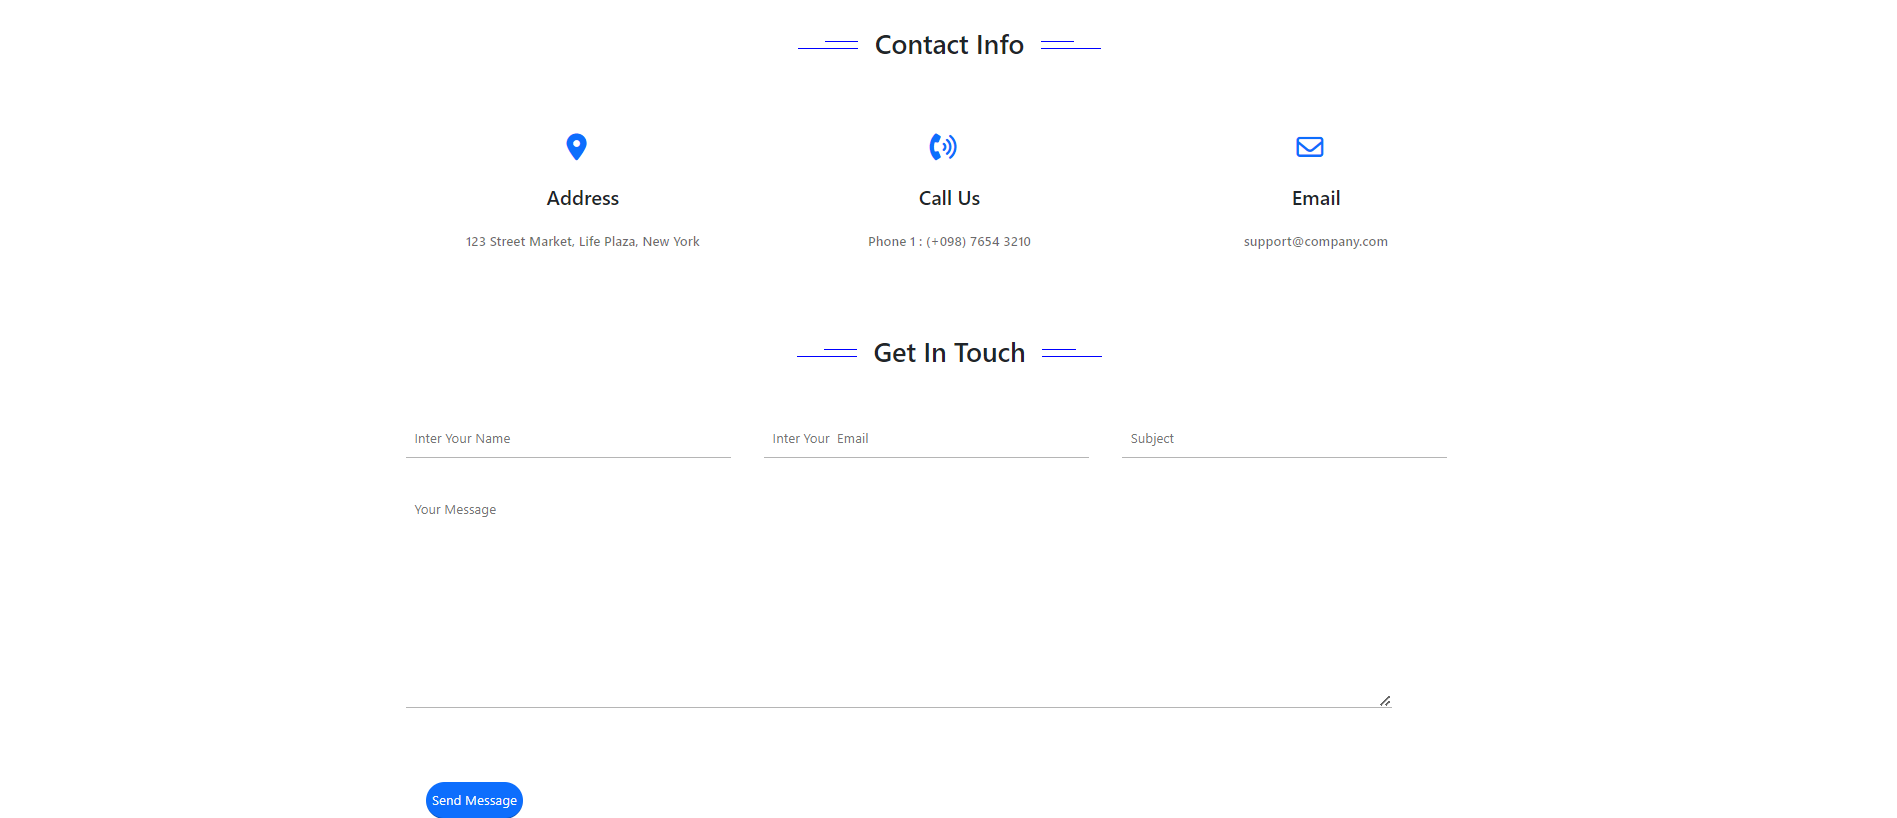 Contact Info
Address
Call Us
Email
123 Street Market, Life Plaza, New York
Phone 1 : (+098) 7654 3210
support@company.com
Get In Touch
Inter Your Name
Inter Your  Email
Subject
Your Message
Send Message